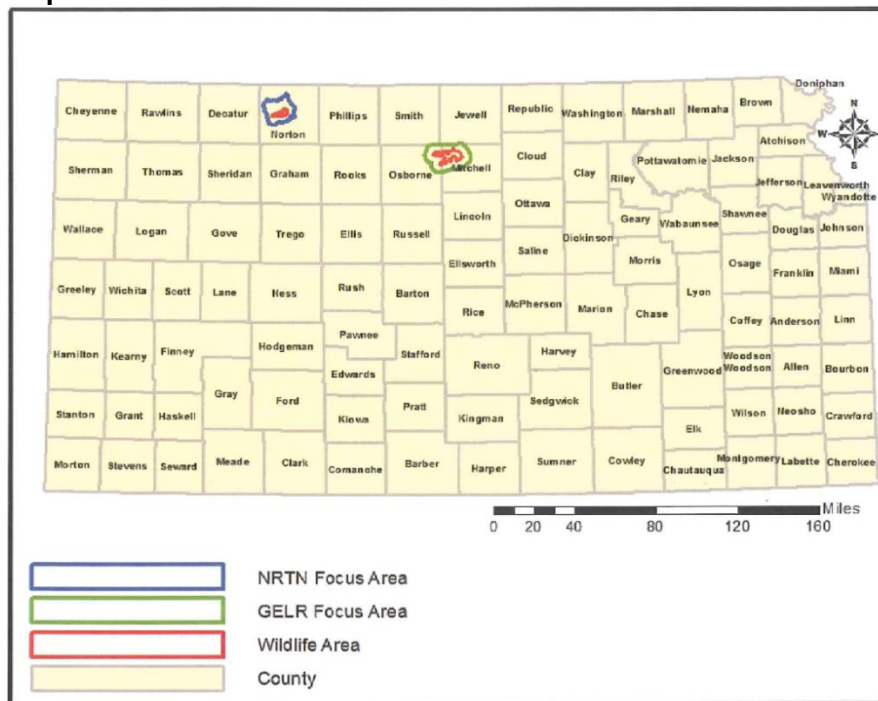 Doniphan
Cheyenne Rawlins Decatur Norton Phillips Smith Jewell Republic Washington Marshall Nemaha Brown
N
W E
S
Atchison
Sherman Thomas Sheridan Graham Rooks Osborne Mitchell Cloud Clay Riley Pottawatomie Jackson
Jefferson Leavenworth
Wyandotte
Wallace Logan Gove Trego Ellis Russell Lincoln Ottawa Geary Wabaunsee Shawnee Douglas Johnson
Ellsworth Saline Dickinson Morris Osage Franklin Miami
Greeley Wichita Scott Lane Ness Rush Barton Rice McPherson Marion Chase Lyon Coffey Anderson Linn
Hamilton Kearny Finney Hodgeman Pawnee Stafford Reno Harvey Greenwood Woodson Allen Bourbon
Woodson
Edwards
Gray Ford Sedgwick Butler
Stanton Grant Haskell Kiowa Pratt Kingman Elk Wilson Neosho Crawford
Morton Stevens Seward Meade Clark Comanche Barber Harper Sumner Cowley Chautauqua Montgomery Labette Cherokee
Miles
0 20 40 80 120 160
NRTN Focus Area
GELR Focus Area
Wildlife Area
County